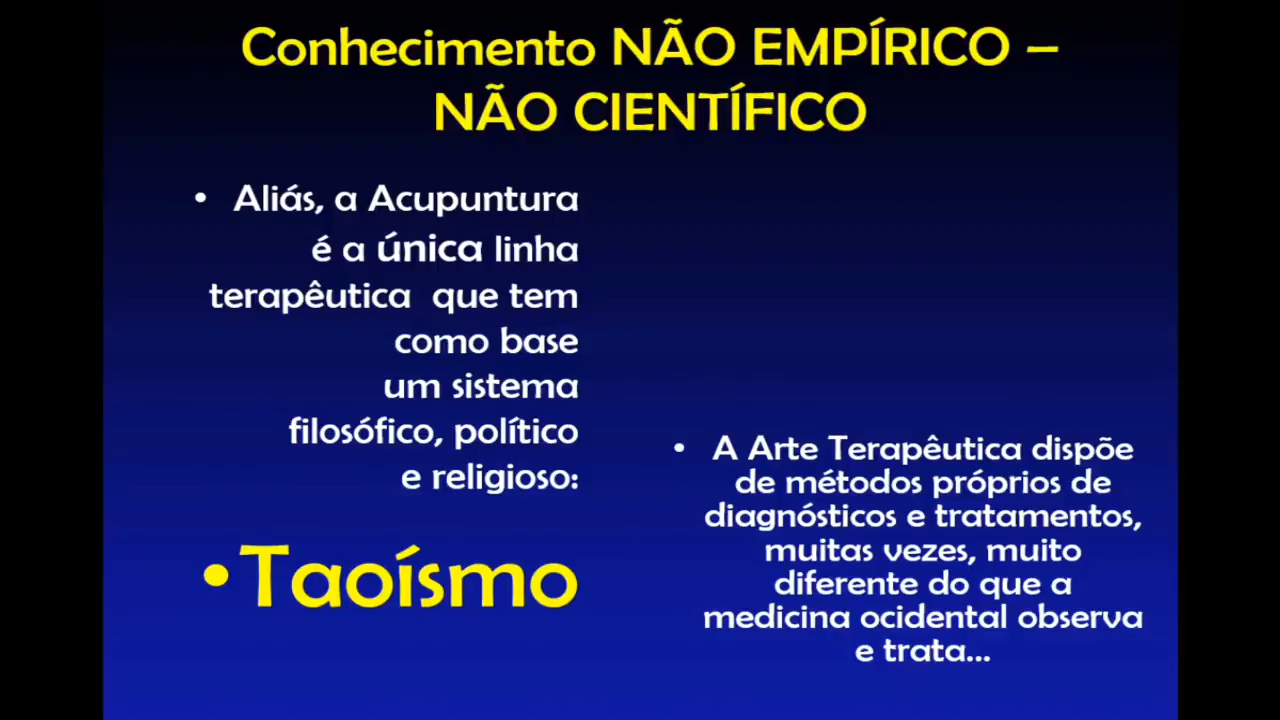 Conhecimento NÃO EMPÍRICO –
NÃO CIENTÍFICO
• Aliás, a Acupuntura
é a única linha
terapêutica que tem
como base
um sistema
filosófico, político
e religioso:
•Taoísmo
• A Arte Terapêutica dispõe
de métodos próprios de
diagnósticos e tratamentos,
muitas vezes, muito
diferente do que a
medicina ocidental observa
e trata...